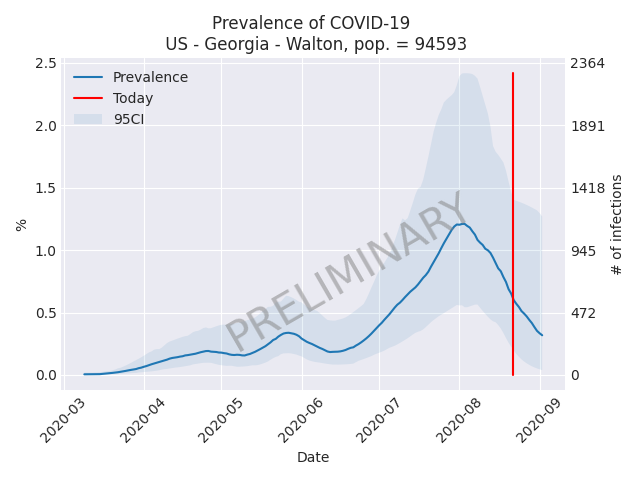 Prevalence of COVID-19
US - Georgia - Walton, pop. = 94593
Prevalence
Today
95CI
PRELIMINARY
2.5
2.0
1.5
1.0
0.5
0.0
%
2364
1891
1418
945
472
0
# of infections
2020-03
2020-04
2020-05
2020-06
2020-07
2020-08
2020-09
Date